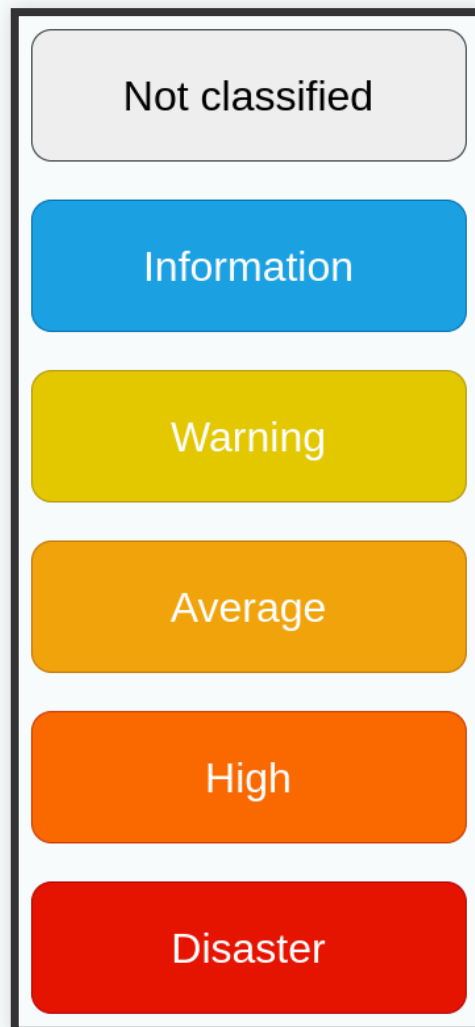 Not classified
Information
Warning
Average
High
Disaster